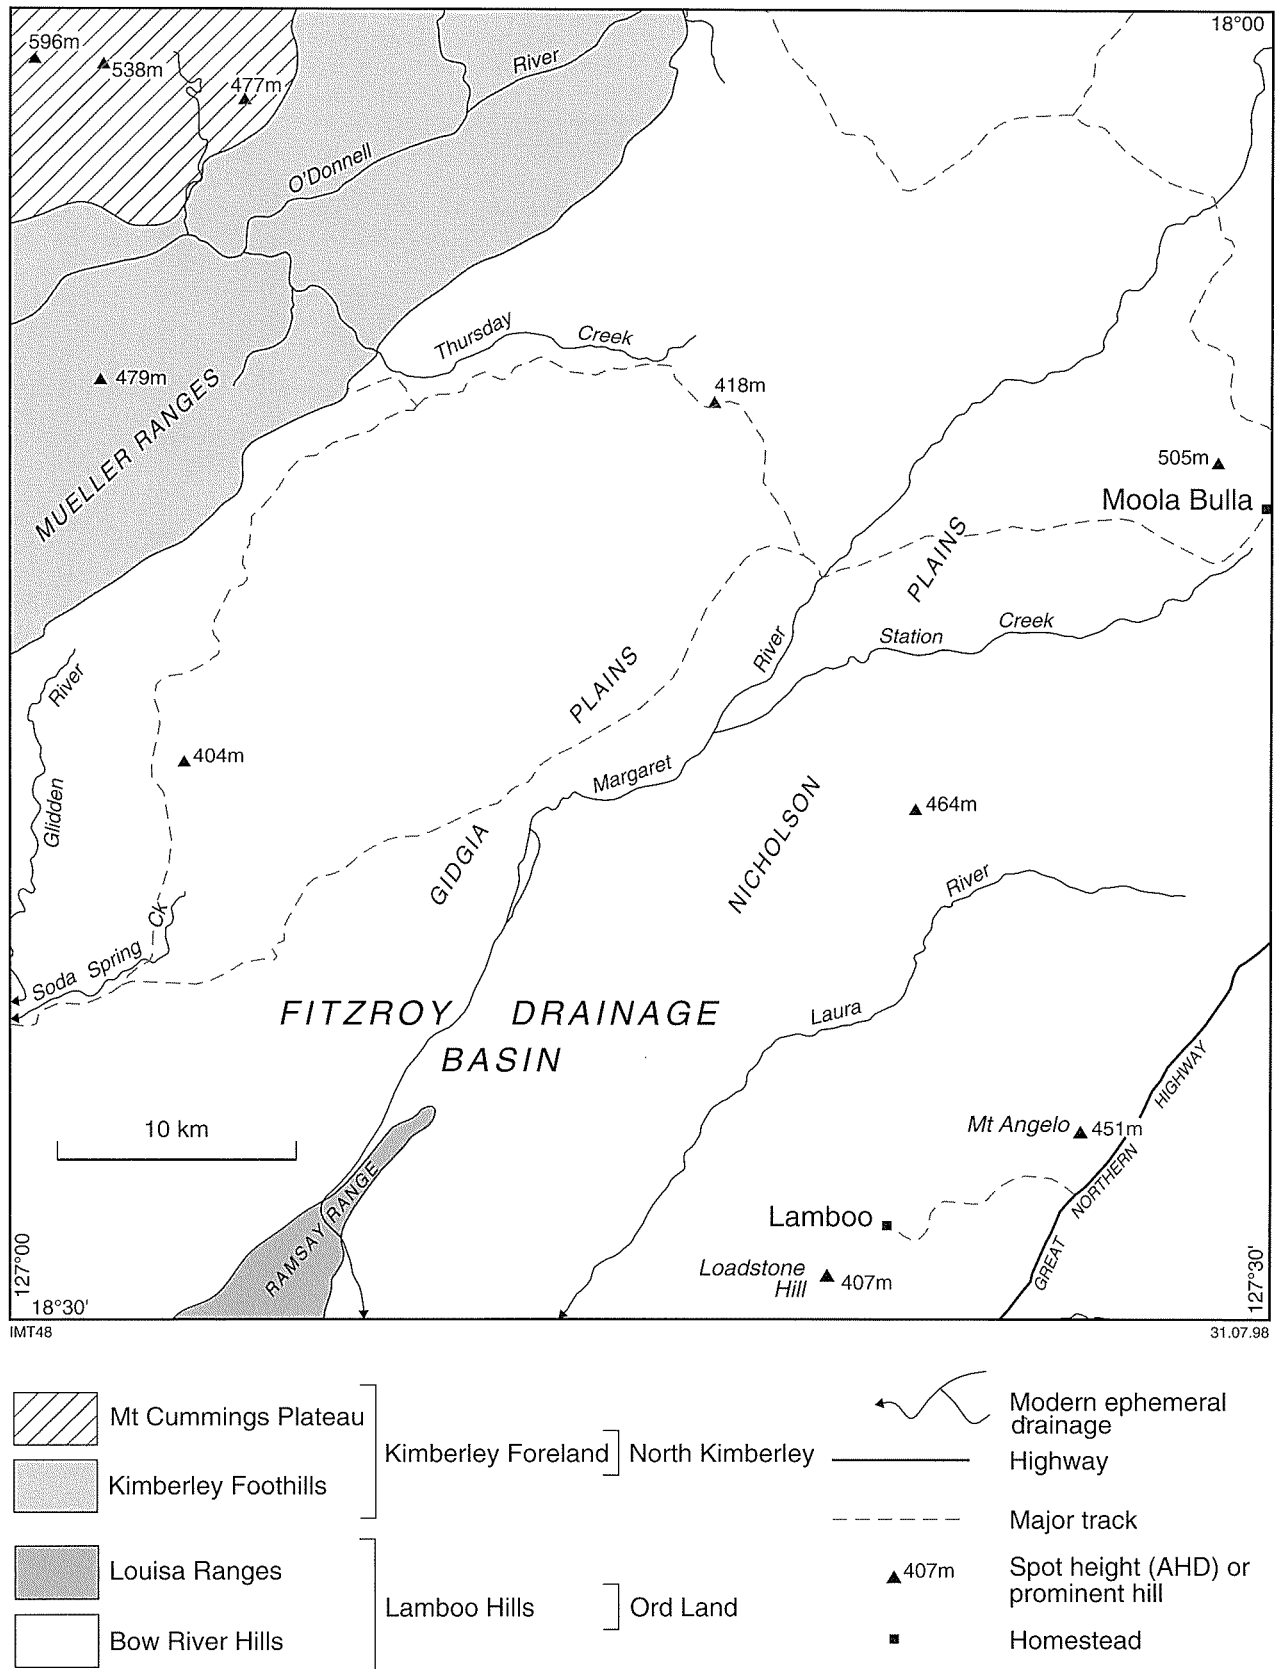 18°00
596m
538m
477m
River
O'Donnell
Thursday
Creek
479m
418m
MUELLER RANGES
505m
Moola Bulla
PLAINS
Station
Creek
River
PLAINS
River
404m
Margaret
Glidden
464m
NICHOLSON
GIDGIA
River
Ck
Soda Spring
Laura
FITZROY DRAINAGE
BASIN
HIGHWAY
10 km
Mt Angelo
451m
NORTHERN
RAMSAY RANGE
Lamboo
GREAT
Loadstone
Hill
407m
127°00
18°30'
127°30'
IMT48
31.07.98
Mt Cummings Plateau
Kimberley Foothills
Kimberley Foreland
North Kimberley
Louisa Ranges
Bow River Hills
Lamboo Hills
Ord Land
Modern ephemeral
drainage
Highway
Major track
407m
Spot height (AHD) or
prominent hill
Homestead